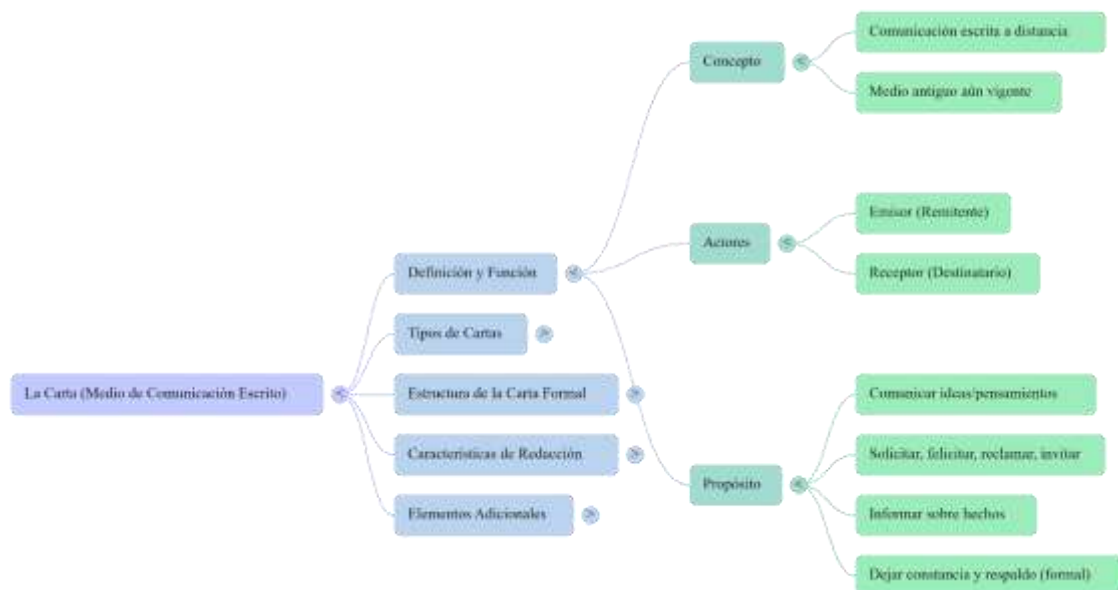 La Carta (Medio de Comunicación Escrito)
Definición y Función
Concepto
Comunicación escrita a distancia
Medio antiguo aún vigente
Actores
Emisor (Remitente)
Receptor (Destinatario)
Propósito
Comunicar ideas/pensamientos
Solicitar, felicitar, reclamar, invitar
Informar sobre hechos
Dejar constancia y respaldo (formal)
Tipos de Cartas
Estructura de la Carta Formal
Características de Redacción
Elementos Adicionales